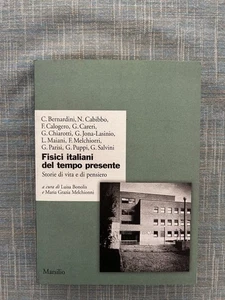 C. Bernardini, N. Cabibbo,
F. Calogero, G. Careri,
G. Chiarotti, G. Jona-Lasinio,
L. Maiani, F. Melchiorri,
G. Parisi, G. Puppi, G. Salvini
Fisici italiani
del tempo presente
Storie di vita e di pensiero
a cura di Luisa Bonolis
e Maria Grazia Melchionni
Marsilio